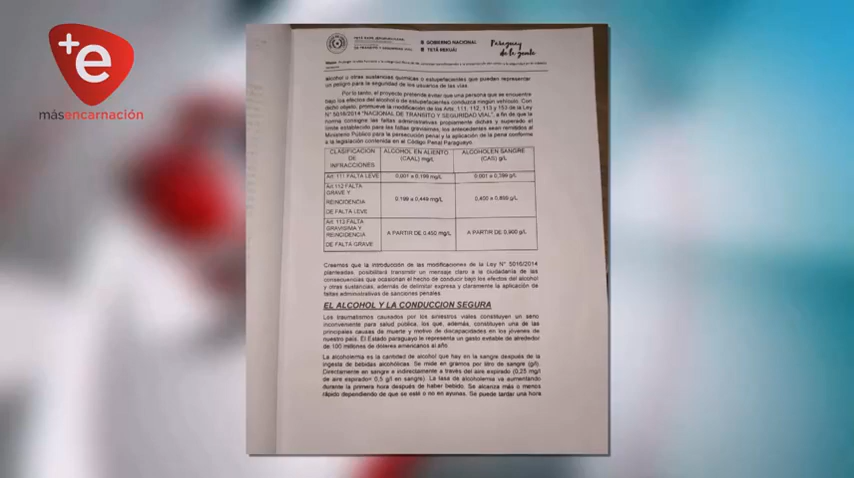 +e
másencarnación
GOBIERNO NACIONAL
TETÃ REKUÁI
Paraguay
de la gente
alcohol o otras sustancias químicas o estupefacientes que puedan representar
un peligro para la seguridad de los usuarios de las vías.
Por lo tanto, el proyecto pretende evitar que una persona que se encuentre
bajo los efectos del alcohol o de estupefacientes conduzca ningún vehículo. Con
dicho objeto, promueve la modificación de los Arts. 111, 112, 113 y 153 de la Ley
N° 5016/2014 "NACIONAL DE TRANSITO Y SEGURIDAD VIAL", a fin de que la
norma consigne las faltas administrativas propiamente dichas y superado el
límite establecido para las faltas gravísimas, los antecedentes sean remitidos al
Ministerio Público para la persecución penal y la aplicación de la pena conforme
a la legislación contenida en el Código Penal Paraguayo.
CLASIFICACION DE INFRACCIONES
ALCOHOL EN ALIENTO (CAAL) mg/L
ALCOHOL EN SANGRE (CAS) g/L
Art. 111 FALTA LEVE
0,001 a 0,199 mg/L
0,001 a 0,399 g/L
Art. 112 FALTA GRAVE Y REINCIDENCIA DE FALTA LEVE
0,199 a 0,449 mg/L
0,400 a 0,899 g/L
Art. 113 FALTA GRAVISIMA Y REINCIDENCIA DE FALTA GRAVE
A PARTIR DE 0,450 mg/L
A PARTIR DE 0,900 g/L
Creemos que la introducción de las modificaciones de la Ley N° 5016/2014
planteadas, posibilitará transmitir un mensaje claro a la ciudadanía de las
consecuencias que ocasionan el hecho de conducir bajo los efectos del alcohol
y otras sustancias, además de delimitar expresa y claramente la aplicación de
faltas administrativas de sanciones penales.
EL ALCOHOL Y LA CONDUCCION SEGURA
Los traumatismos causados por los siniestros viales constituyen un serio
inconveniente para salud pública, los que, además, constituyen una de las
principales causas de muerte y motivo de discapacidades en los jóvenes de
nuestro país. El Estado paraguayo le representa un gasto evitable de alrededor
de 100 millones de dólares americanos al año.
La alcoholemia es la cantidad de alcohol que hay en la sangre después de la
ingesta de bebidas alcohólicas. Se mide en gramos por litro de sangre (g/l).
Directamente en sangre e indirectamente a través del aire espirado (0,25 mg/l
de aire espirado= 0,5 g/l en sangre). La tasa de alcoholemia va aumentando
durante la primera hora después de haber bebido. Se alcanza más o menos
rápido dependiendo de que se esté o no en ayunas. Se puede tardar una hora